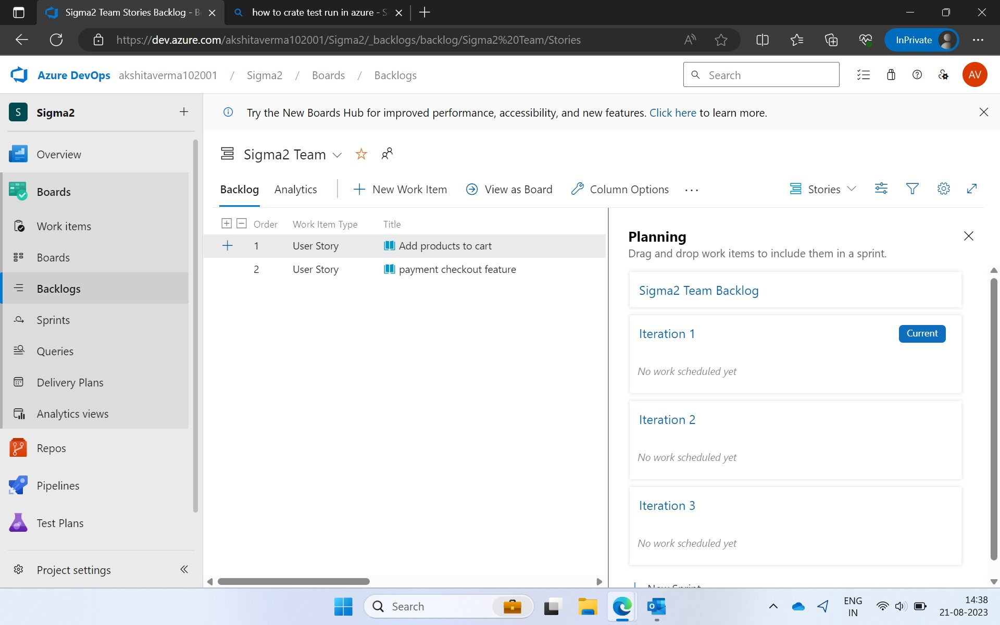 Sigma2 Team Stories Backlog - B
how to crate test run in azure - S
https://dev.azure.com/akshitaverma102001/Sigma2/_backlogs/backlog/Sigma2%20Team/Stories
InPrivate
Azure DevOps akshitaverma102001 / Sigma2 / Boards / Backlogs
Search
AV
S Sigma2
Try the New Boards Hub for improved performance, accessibility, and new features. Click here to learn more.
Overview
Boards
Work items
Boards
Backlogs
Sprints
Queries
Delivery Plans
Analytics views
Repos
Pipelines
Test Plans
Project settings
Sigma2 Team
Backlog Analytics New Work Item View as Board Column Options Stories
Order Work Item Type Title
1 User Story Add products to cart
2 User Story payment checkout feature
Planning
Drag and drop work items to include them in a sprint.
Sigma2 Team Backlog
Iteration 1 Current
No work scheduled yet
Iteration 2
No work scheduled yet
Iteration 3
No work scheduled yet
New Sprint
Search
ENG
IN
14:38
21-08-2023